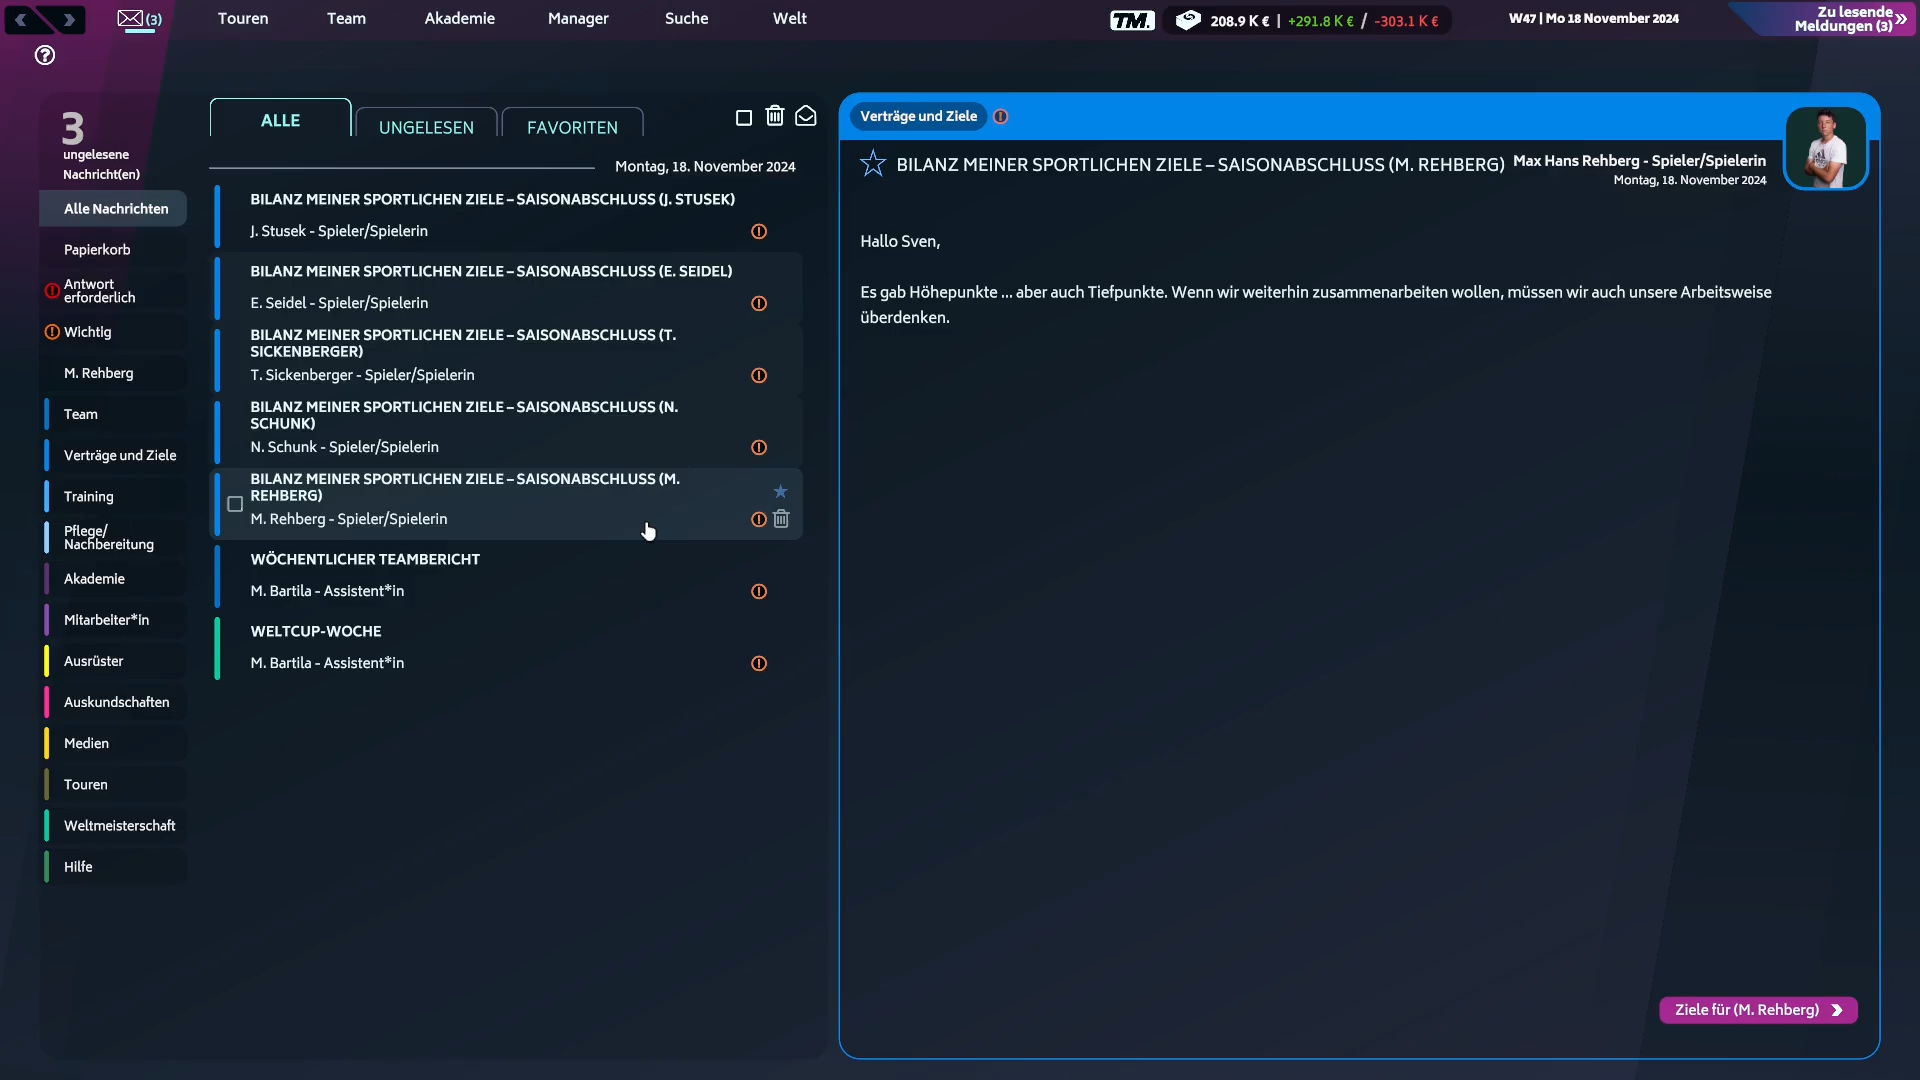 (3)
Touren
Team
Akademie
Manager
Suche
Welt
TM.
208.9 K € | +291.8 K € / -303.1 K €
W47 | Mo 18 November 2024
Zu lesende
Meldungen (3)
3
ungelesene
Nachricht(en)
Alle Nachrichten
Papierkorb
Antwort
erforderlich
Wichtig
M. Rehberg
Team
Verträge und Ziele
Training
Pflege/
Nachbereitung
Akademie
Mitarbeiter*in
Ausrüster
Auskundschaften
Medien
Touren
Weltmeisterschaft
Hilfe
ALLE
UNGELESEN
FAVORITEN
Montag, 18. November 2024
BILANZ MEINER SPORTLICHEN ZIELE – SAISONABSCHLUSS (J. STUSEK)
J. Stusek - Spieler/Spielerin
BILANZ MEINER SPORTLICHEN ZIELE – SAISONABSCHLUSS (E. SEIDEL)
E. Seidel - Spieler/Spielerin
BILANZ MEINER SPORTLICHEN ZIELE – SAISONABSCHLUSS (T.
SICKENBERGER)
T. Sickenberger - Spieler/Spielerin
BILANZ MEINER SPORTLICHEN ZIELE – SAISONABSCHLUSS (N.
SCHUNK)
N. Schunk - Spieler/Spielerin
BILANZ MEINER SPORTLICHEN ZIELE – SAISONABSCHLUSS (M.
REHBERG)
M. Rehberg - Spieler/Spielerin
WÖCHENTLICHER TEAMBERICHT
M. Bartila - Assistent*in
WELTCUP-WOCHE
M. Bartila - Assistent*in
Verträge und Ziele
BILANZ MEINER SPORTLICHEN ZIELE – SAISONABSCHLUSS (M. REHBERG)
Max Hans Rehberg - Spieler/Spielerin
Montag, 18. November 2024
Hallo Sven,
Es gab Höhepunkte ... aber auch Tiefpunkte. Wenn wir weiterhin zusammenarbeiten wollen, müssen wir auch unsere Arbeitsweise
überdenken.
Ziele für (M. Rehberg)